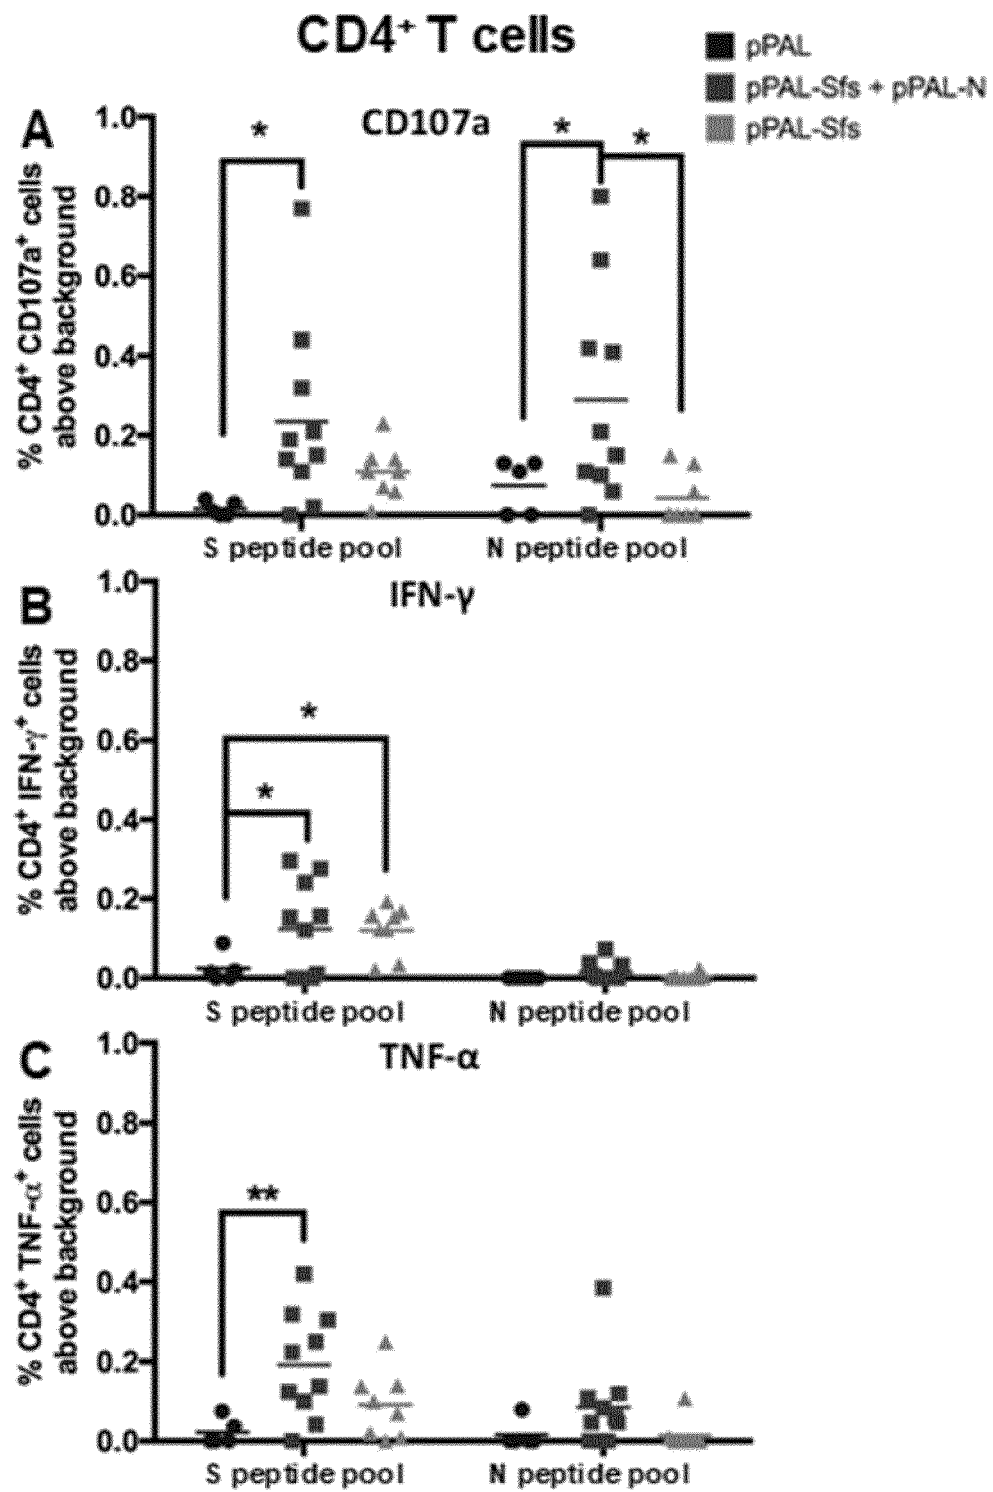 CD4⁺ T cells
pPAL
pPAL-Sfs + pPAL-N
pPAL-Sfs
A
CD107a
% CD4⁺ CD107a⁺ cells
above background
1.0
0.8
0.6
0.4
0.2
0.0
*
*
*
S peptide pool
N peptide pool
B
IFN-γ
% CD4⁺ IFN-γ⁺ cells
above background
1.0
0.8
0.6
0.4
0.2
0.0
*
*
S peptide pool
N peptide pool
C
TNF-α
% CD4⁺ TNF-α⁺ cells
above background
1.0
0.8
0.6
0.4
0.2
0.0
**
S peptide pool
N peptide pool